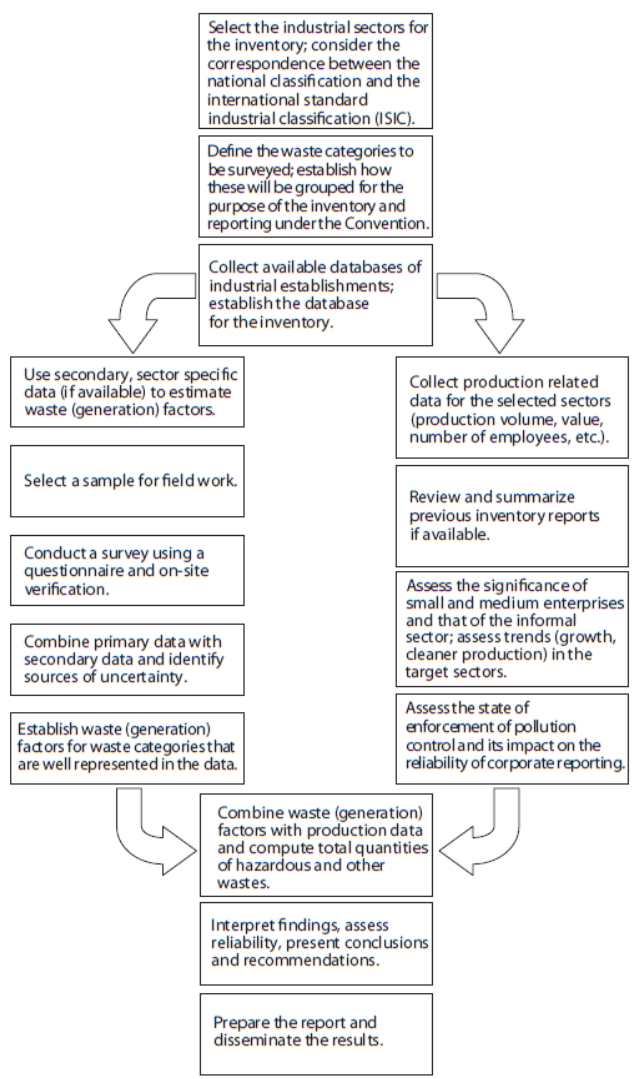 Select the industrial sectors for
the inventory; consider the
correspondence between the
national classification and the
international standard
industrial classification (ISIC).
Define the waste categories to
be surveyed; establish how
these will be grouped for the
purpose of the inventory and
reporting under the Convention.
Collect available databases of
industrial establishments;
establish the database
for the inventory.
Use secondary, sector specific
data (if available) to estimate
waste (generation) factors.
Select a sample for field work.
Conduct a survey using a
questionnaire and on-site
verification.
Combine primary data with
secondary data and identify
sources of uncertainty.
Establish waste (generation)
factors for waste categories that
are well represented in the data.
Collect production related
data for the selected sectors
(production volume, value,
number of employees, etc.).
Review and summarize
previous inventory reports
if available.
Assess the significance of
small and medium enterprises
and that of the informal
sector; assess trends (growth,
cleaner production) in the
target sectors.
Assess the state of
enforcement of pollution
control and its impact on the
reliability of corporate reporting.
Combine waste (generation)
factors with production data
and compute total quantities
of hazardous and other
wastes.
Interpret findings, assess
reliability, present conclusions
and recommendations.
Prepare the report and
disseminate the results.